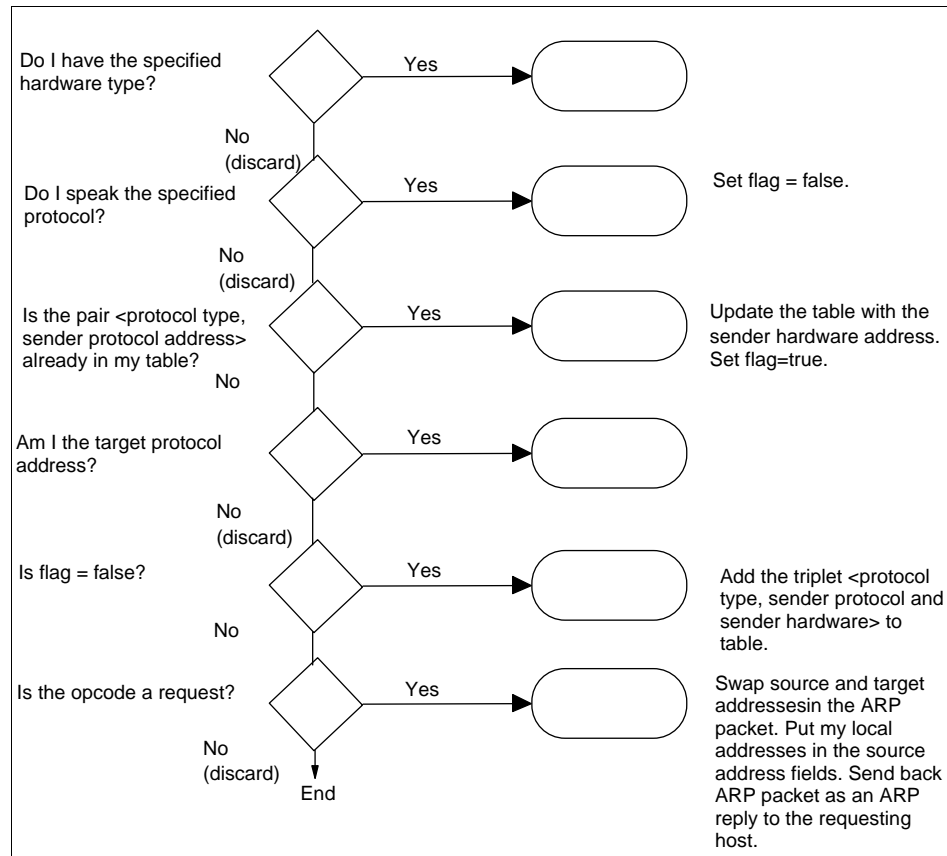 Do I have the specified
hardware type?
Yes
No
(discard)
Do I speak the specified
protocol?
Yes
Set flag = false.
No
(discard)
Is the pair <protocol type,
sender protocol address>
already in my table?
Yes
Update the table with the
sender hardware address.
Set flag=true.
No
Am I the target protocol
address?
Yes
No
(discard)
Is flag = false?
Yes
Add the triplet <protocol
type, sender protocol and
sender hardware> to
table.
No
Is the opcode a request?
Yes
Swap source and target
addressesin the ARP
packet. Put my local
addresses in the source
address fields. Send back
ARP packet as an ARP
reply to the requesting
host.
No
(discard)
End